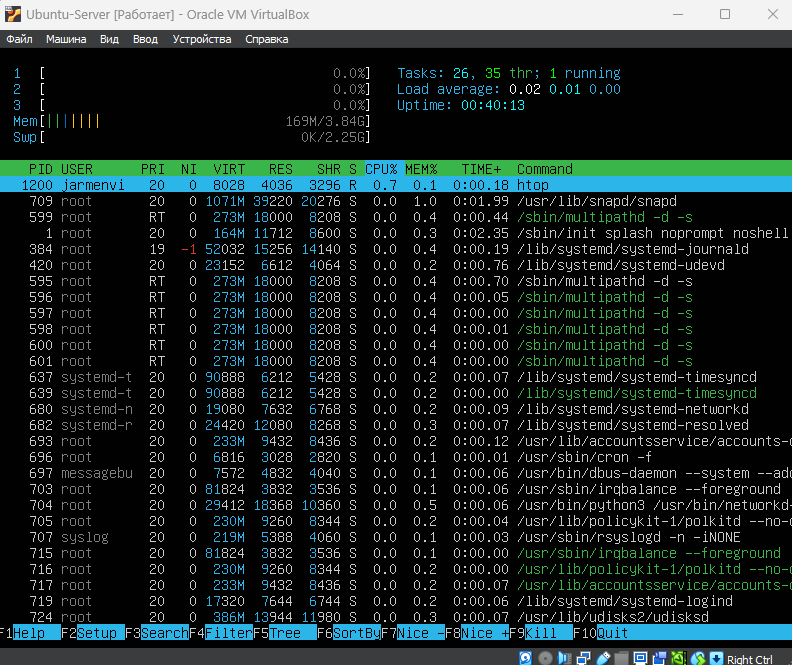 Ubuntu-Server [Работает] - Oracle VM VirtualBox
Файл Машина Вид Ввод Устройства Справка
1 [ 0.0%] Tasks: 26, 35 thr; 1 running
2 [ 0.0%] Load average: 0.02 0.01 0.00
3 [ 0.0%] Uptime: 00:40:13
Mem[||||||| 169M/3.84G]
Swp[ 0K/2.25G]
PID USER PRI NI VIRT RES SHR S CPU% MEM% TIME+ Command
1200 jarmenvi 20 0 8028 4036 3296 R 0.7 0.1 0:00.18 htop
709 root 20 0 1071M 39220 20276 S 0.0 1.0 0:01.99 /usr/lib/snapd/snapd
599 root RT 0 273M 18000 8208 S 0.0 0.4 0:00.44 /sbin/multipathd -d -s
1 root 20 0 164M 11712 8600 S 0.0 0.3 0:02.35 /sbin/init splash noprompt noshell
384 root 19 -1 52032 15256 14140 S 0.0 0.4 0:00.19 /lib/systemd/systemd-journald
420 root 20 0 23152 6612 4064 S 0.0 0.2 0:00.76 /lib/systemd/systemd-udevd
595 root RT 0 273M 18000 8208 S 0.0 0.4 0:00.70 /sbin/multipathd -d -s
596 root RT 0 273M 18000 8208 S 0.0 0.4 0:00.05 /sbin/multipathd -d -s
597 root RT 0 273M 18000 8208 S 0.0 0.4 0:00.00 /sbin/multipathd -d -s
598 root RT 0 273M 18000 8208 S 0.0 0.4 0:00.01 /sbin/multipathd -d -s
600 root RT 0 273M 18000 8208 S 0.0 0.4 0:00.00 /sbin/multipathd -d -s
601 root RT 0 273M 18000 8208 S 0.0 0.4 0:00.00 /sbin/multipathd -d -s
637 systemd-t 20 0 90888 6212 5428 S 0.0 0.2 0:00.07 /lib/systemd/systemd-timesyncd
639 systemd-t 20 0 90888 6212 5428 S 0.0 0.2 0:00.00 /lib/systemd/systemd-timesyncd
680 systemd-n 20 0 19080 7632 6768 S 0.0 0.2 0:00.09 /lib/systemd/systemd-networkd
682 systemd-r 20 0 24420 12080 8268 S 0.0 0.3 0:00.07 /lib/systemd/systemd-resolved
693 root 20 0 233M 9432 8436 S 0.0 0.2 0:00.12 /usr/lib/accountsservice/accounts-d
696 root 20 0 6816 3028 2820 S 0.0 0.1 0:00.01 /usr/sbin/cron -f
697 messagebu 20 0 7572 4832 4040 S 0.0 0.1 0:00.06 /usr/bin/dbus-daemon --system --add
703 root 20 0 81824 3832 3536 S 0.0 0.1 0:00.06 /usr/sbin/irqbalance --foreground
704 root 20 0 29412 18368 10360 S 0.0 0.5 0:00.06 /usr/bin/python3 /usr/bin/networkd-
705 root 20 0 230M 9260 8344 S 0.0 0.2 0:00.04 /usr/lib/policykit-1/polkitd --no-d
707 syslog 20 0 219M 5388 4060 S 0.0 0.1 0:00.03 /usr/sbin/rsyslogd -n -iNONE
715 root 20 0 81824 3832 3536 S 0.0 0.1 0:00.00 /usr/sbin/irqbalance --foreground
716 root 20 0 230M 9260 8344 S 0.0 0.2 0:00.00 /usr/lib/policykit-1/polkitd --no-d
717 root 20 0 233M 9432 8436 S 0.0 0.2 0:00.07 /usr/lib/accountsservice/accounts-d
719 root 20 0 17320 7644 6744 S 0.0 0.2 0:00.06 /lib/systemd/systemd-logind
724 root 20 0 386M 13944 11980 S 0.0 0.3 0:00.07 /usr/lib/udisks2/udisksd
F1Help F2Setup F3SearchF4FilterF5Tree F6SortByF7Nice -F8Nice +F9Kill F10Quit
Right Ctrl